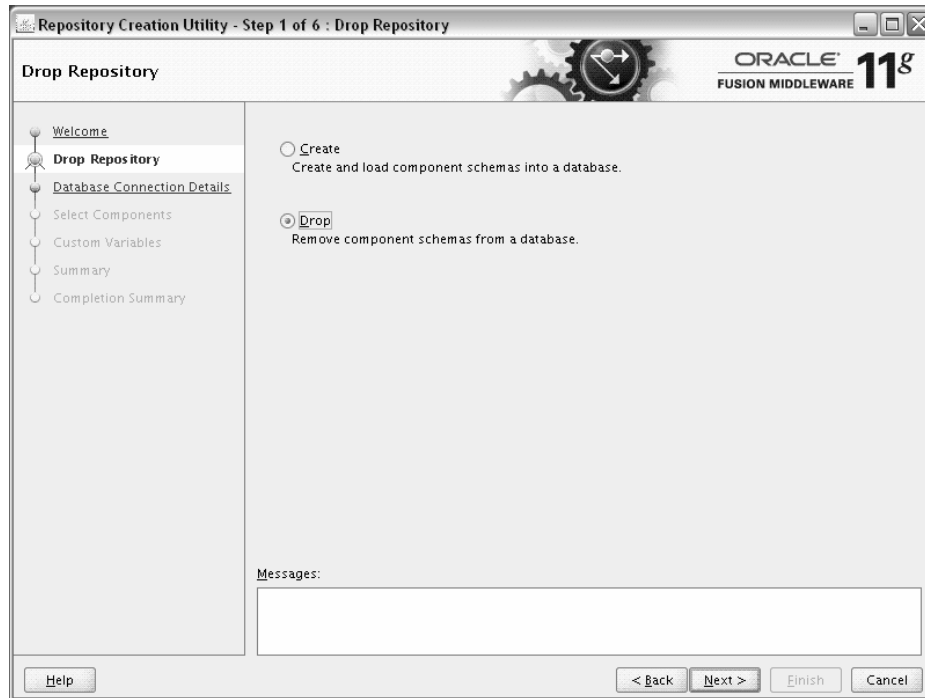 Repository Creation Utility - Step 1 of 6 : Drop Repository
Drop Repository
ORACLE
FUSION MIDDLEWARE
11g
Welcome
Drop Repository
Database Connection Details
Select Components
Custom Variables
Summary
Completion Summary
Create
Create and load component schemas into a database.
Drop
Remove component schemas from a database.
Messages:
Help
< Back
Next >
Finish
Cancel